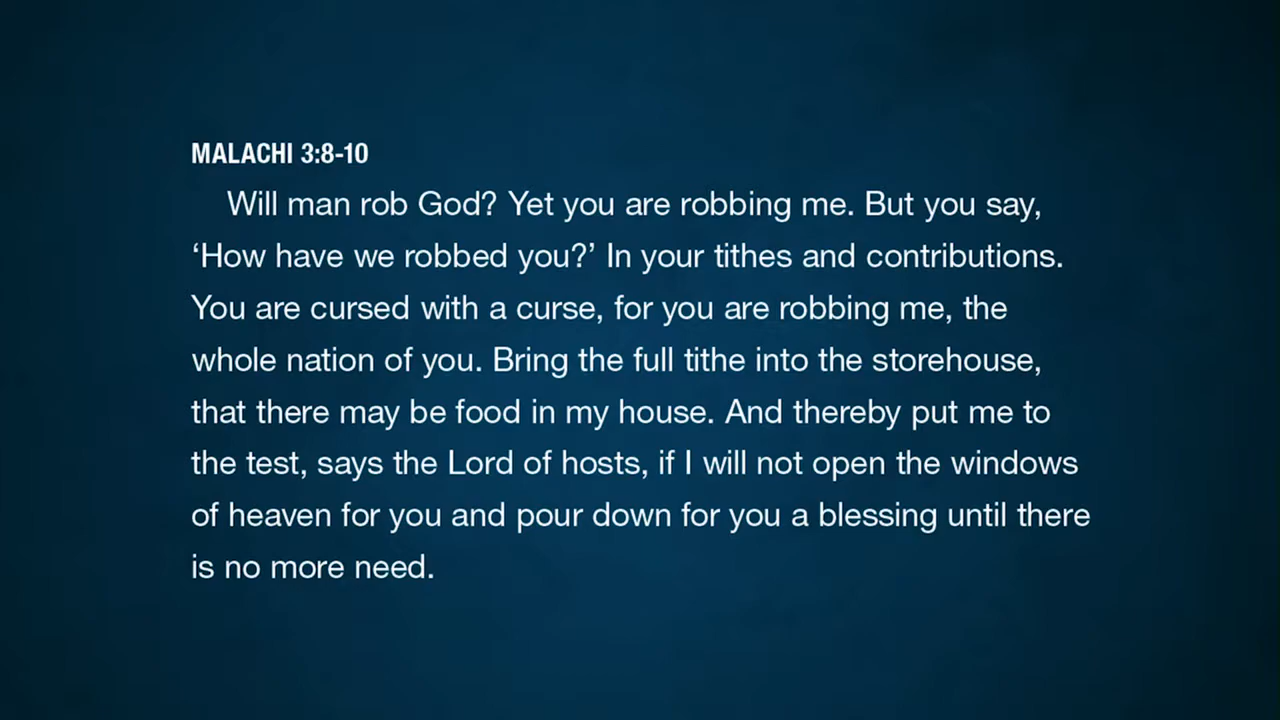 MALACHI 3:8-10
Will man rob God? Yet you are robbing me. But you say,
‘How have we robbed you?’ In your tithes and contributions.
You are cursed with a curse, for you are robbing me, the
whole nation of you. Bring the full tithe into the storehouse,
that there may be food in my house. And thereby put me to
the test, says the Lord of hosts, if I will not open the windows
of heaven for you and pour down for you a blessing until there
is no more need.